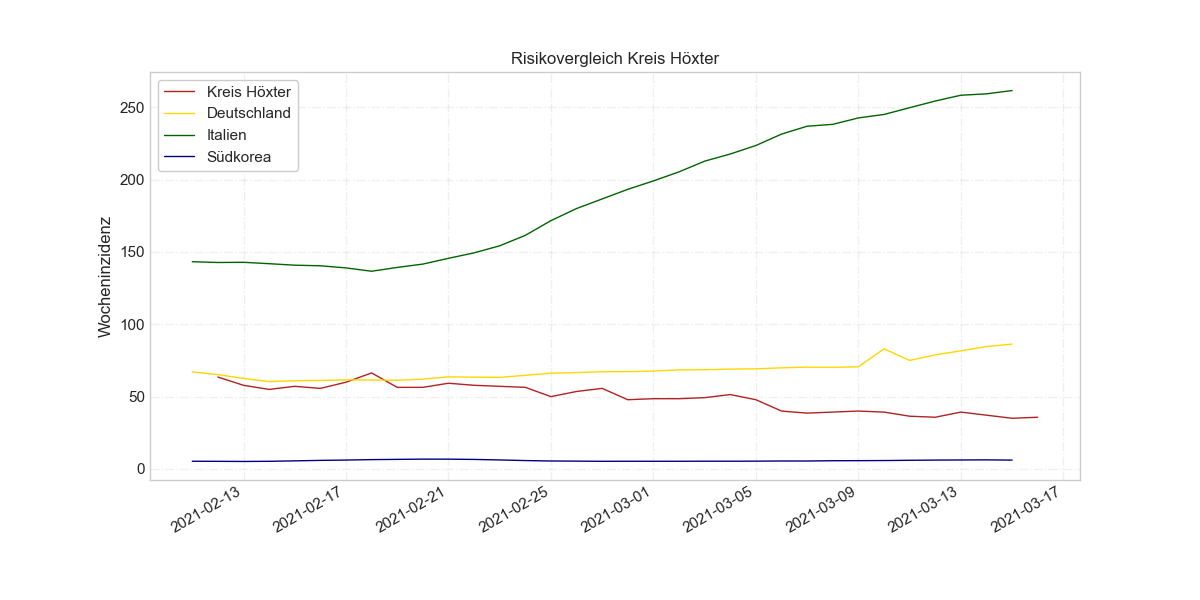 Risikovergleich Kreis Höxter
Kreis Höxter
Deutschland
Italien
Südkorea
Wocheninzidenz
250
200
150
100
50
0
2021-02-13
2021-02-17
2021-02-21
2021-02-25
2021-03-01
2021-03-05
2021-03-09
2021-03-13
2021-03-17